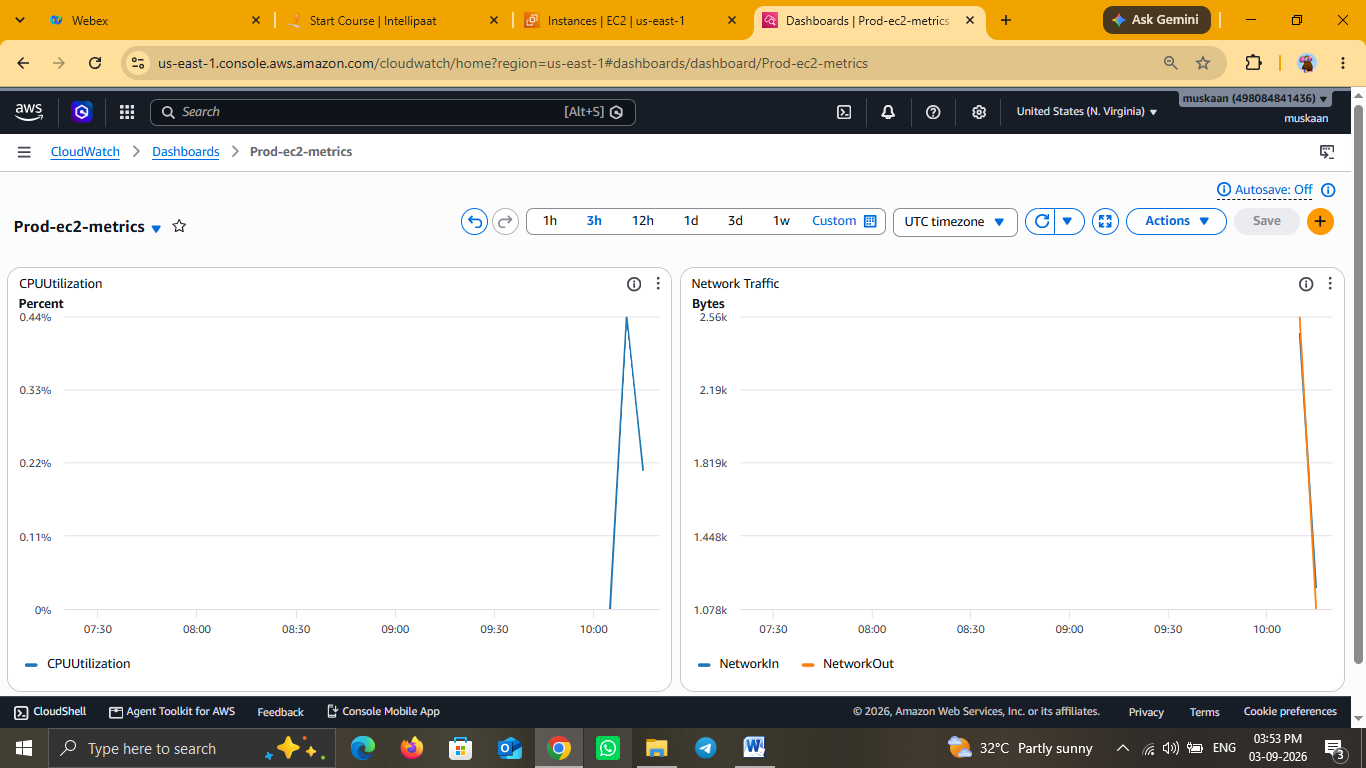 Webex
Start Course | Intellipaat
Instances | EC2 | us-east-1
Dashboards | Prod-ec2-metrics
Ask Gemini
us-east-1.console.aws.amazon.com/cloudwatch/home?region=us-east-1#dashboards/dashboard/Prod-ec2-metrics
aws
Search
[Alt+S]
United States (N. Virginia)
muskaan (498084841436)
muskaan
CloudWatch
Dashboards
Prod-ec2-metrics
Autosave: Off
Prod-ec2-metrics
1h 3h 12h 1d 3d 1w Custom
UTC timezone
Actions
Save
CPUUtilization
Percent
0.44%
0.33%
0.22%
0.11%
0%
07:30 08:00 08:30 09:00 09:30 10:00
CPUUtilization
Network Traffic
Bytes
2.56k
2.19k
1.819k
1.448k
1.078k
07:30 08:00 08:30 09:00 09:30 10:00
NetworkIn NetworkOut
CloudShell
Agent Toolkit for AWS
Feedback
Console Mobile App
© 2026, Amazon Web Services, Inc. or its affiliates.
Privacy
Terms
Cookie preferences
Type here to search
32°C Partly sunny
ENG
03:53 PM
03-09-2026
3